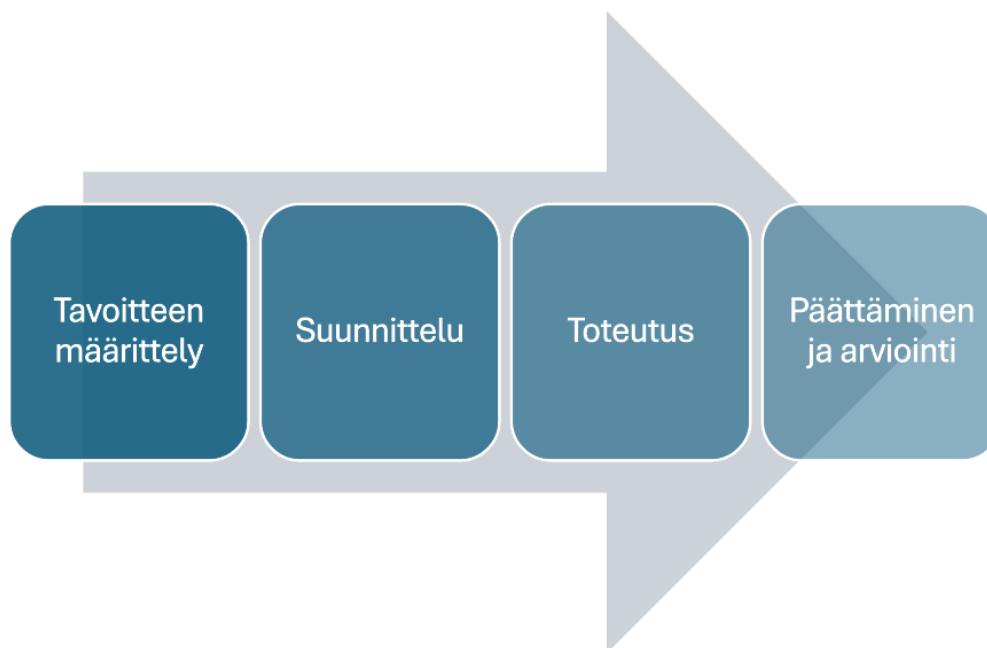 Tavoitteen
määrittely
Suunnittelu
Toteutus
Päättäminen
ja arviointi